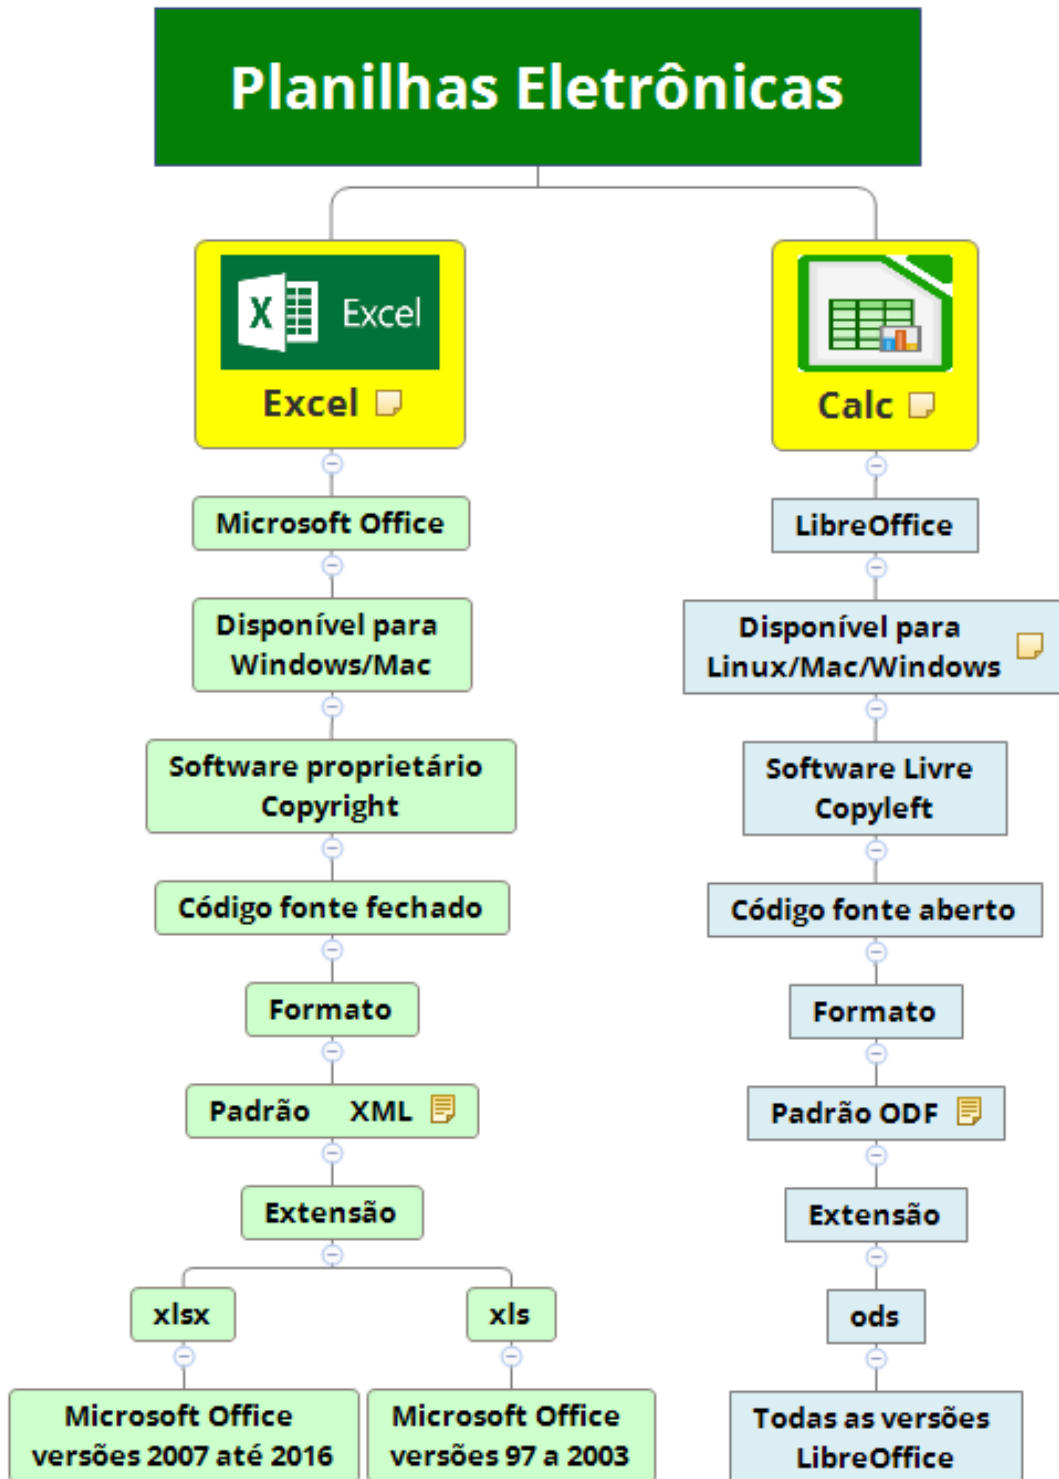 Planilhas Eletrônicas
X Excel
Excel
Microsoft Office
Disponível para
Windows/Mac
Software proprietário
Copyright
Código fonte fechado
Formato
Padrão XML
Extensão
xlsx
xls
Microsoft Office
versões 2007 até 2016
Microsoft Office
versões 97 a 2003
Calc
LibreOffice
Disponível para
Linux/Mac/Windows
Software Livre
Copyleft
Código fonte aberto
Formato
Padrão ODF
Extensão
ods
Todas as versões
LibreOffice